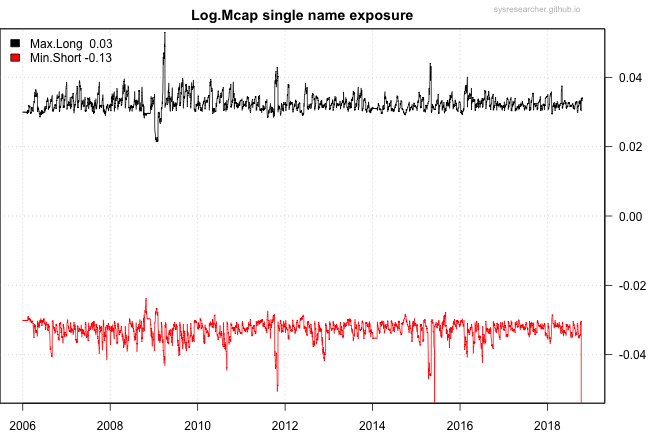 Log.Mcap single name exposure
sysresearcher.github.io
Max.Long 0.03
Min.Short -0.13
0.04
0.02
0.00
-0.02
-0.04
2006 2008 2010 2012 2014 2016 2018